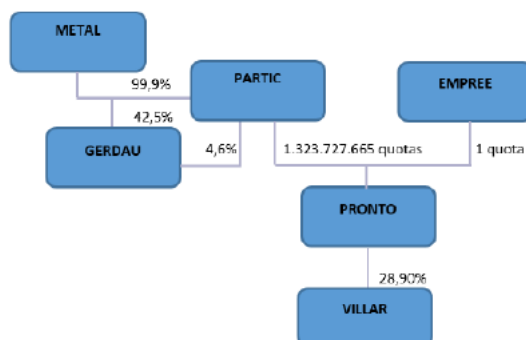 METAL
PARTIC
EMPREE
99,9%
42,5%
GERDAU
4,6%
1.323.727.665 quotas
1 quota
PRONTO
28,90%
VILLAR